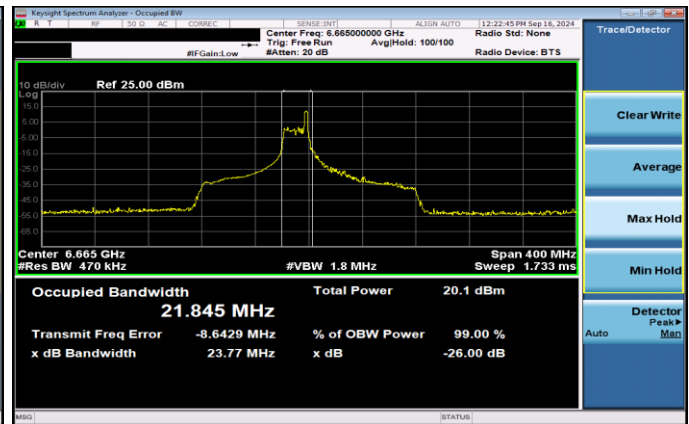 Keysight Spectrum Analyzer - Occupied BW
R T RF 50 Ω AC CORREC SENSE:INT ALIGN AUTO 12:22:45 PM Sep 16, 2024
Center Freq: 6.665000000 GHz Radio Std: None
Trig: Free Run Avg|Hold: 100/100
#IFGain:Low #Atten: 20 dB Radio Device: BTS
Trace/Detector
10 dB/div Ref 25.00 dBm
Log
15.0
5.00
-5.00
-15.0
-25.0
-35.0
-45.0
-55.0
-65.0
Center 6.665 GHz Span 400 MHz
#Res BW 470 kHz #VBW 1.8 MHz Sweep 1.733 ms
Occupied Bandwidth Total Power 20.1 dBm
21.845 MHz
Transmit Freq Error -8.6429 MHz % of OBW Power 99.00 %
x dB Bandwidth 23.77 MHz x dB -26.00 dB
Clear Write
Average
Max Hold
Min Hold
Detector
Peak▶
Auto Man
MSG STATUS